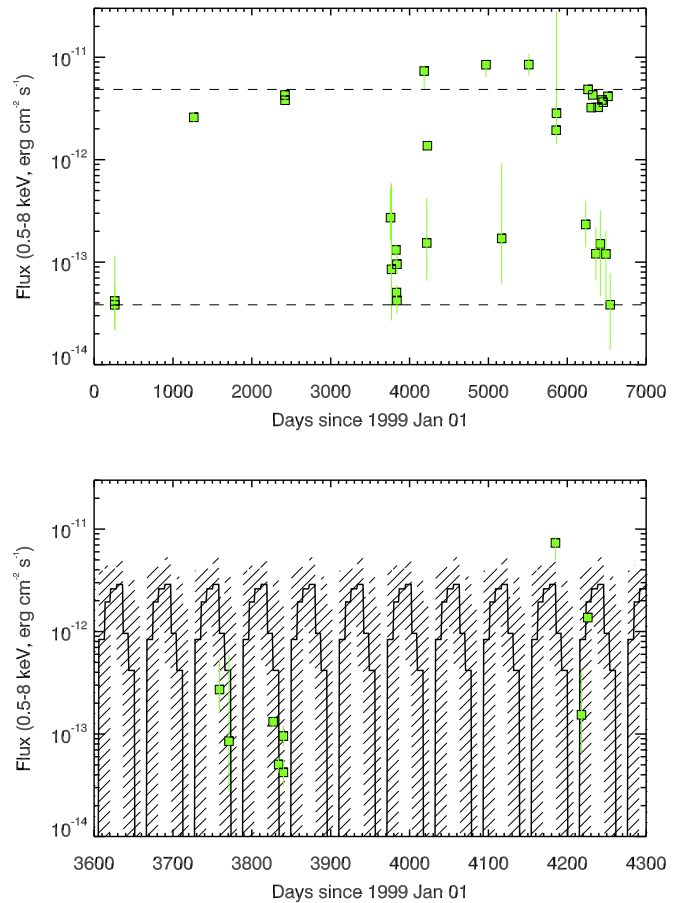 10⁻¹¹
10⁻¹²
10⁻¹³
10⁻¹⁴
Flux (0.5-8 keV, erg cm⁻² s⁻¹)
0 1000 2000 3000 4000 5000 6000 7000
Days since 1999 Jan 01
10⁻¹¹
10⁻¹²
10⁻¹³
10⁻¹⁴
Flux (0.5-8 keV, erg cm⁻² s⁻¹)
3600 3700 3800 3900 4000 4100 4200 4300
Days since 1999 Jan 01